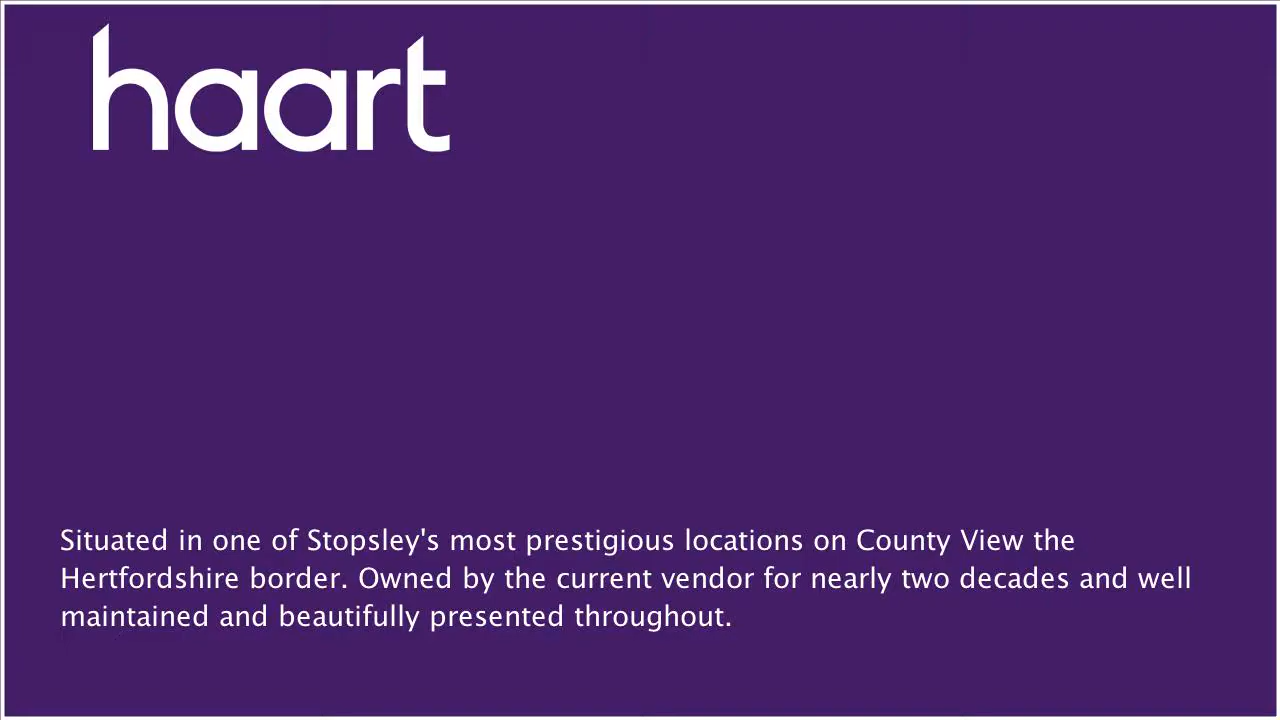 haart
Situated in one of Stopsley's most prestigious locations on County View the
Hertfordshire border. Owned by the current vendor for nearly two decades and well
maintained and beautifully presented throughout.